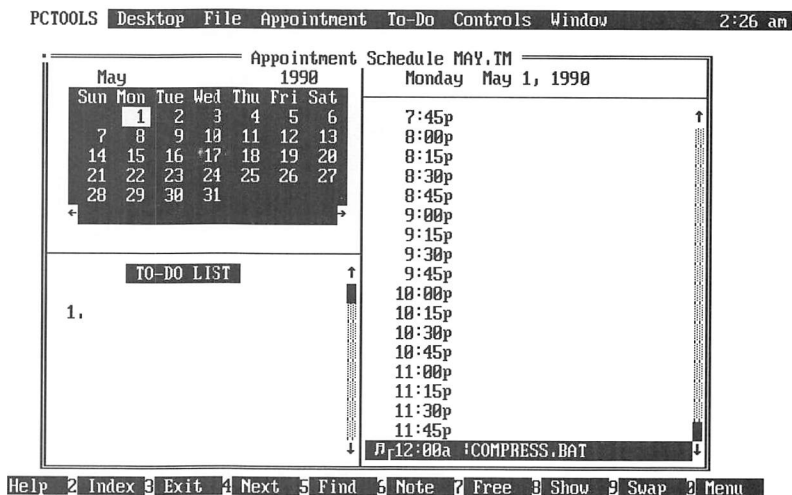 PCTOOLS Desktop File Appointment To-Do Controls Window 2:26 am
Appointment Schedule MAY.TM
May 1990
Sun Mon Tue Wed Thu Fri Sat
1 2 3 4 5 6
7 8 9 10 11 12 13
14 15 16 17 18 19 20
21 22 23 24 25 26 27
28 29 30 31
TO-DO LIST
1.
Monday May 1, 1990
7:45p
8:00p
8:15p
8:30p
8:45p
9:00p
9:15p
9:30p
9:45p
10:00p
10:15p
10:30p
10:45p
11:00p
11:15p
11:30p
11:45p
♫┌12:00a ¦COMPRESS.BAT
Help 2 Index 3 Exit 4 Next 5 Find 6 Note 7 Free 8 Show 9 Swap 0 Menu